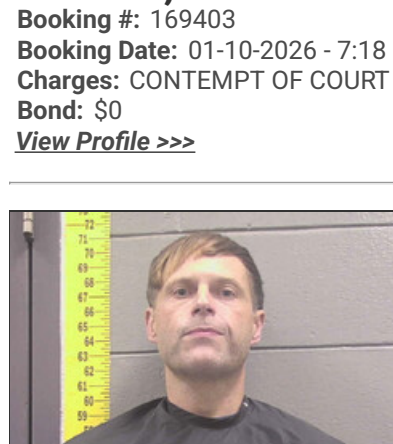 Booking #: 169403
Booking Date: 01-10-2026 - 7:18
Charges: CONTEMPT OF COURT
Bond: $0
View Profile >>>
72
71
70
69
68
67
66
65
64
63
62
61
60
59